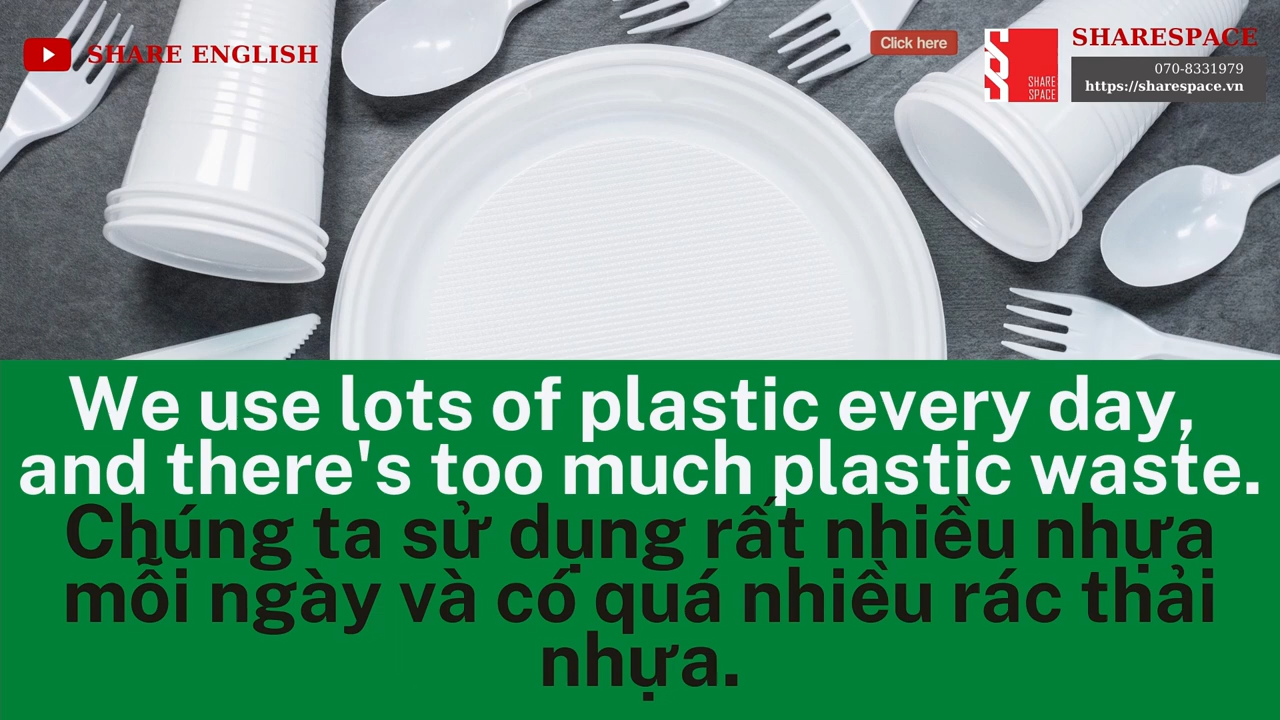 SHARE ENGLISH
Click here
SHARE
SPACE
SHARESPACE
070-8331979
https://sharespace.vn
We use lots of plastic every day,
and there's too much plastic waste.
Chúng ta sử dụng rất nhiều nhựa
mỗi ngày và có quá nhiều rác thải
nhựa.